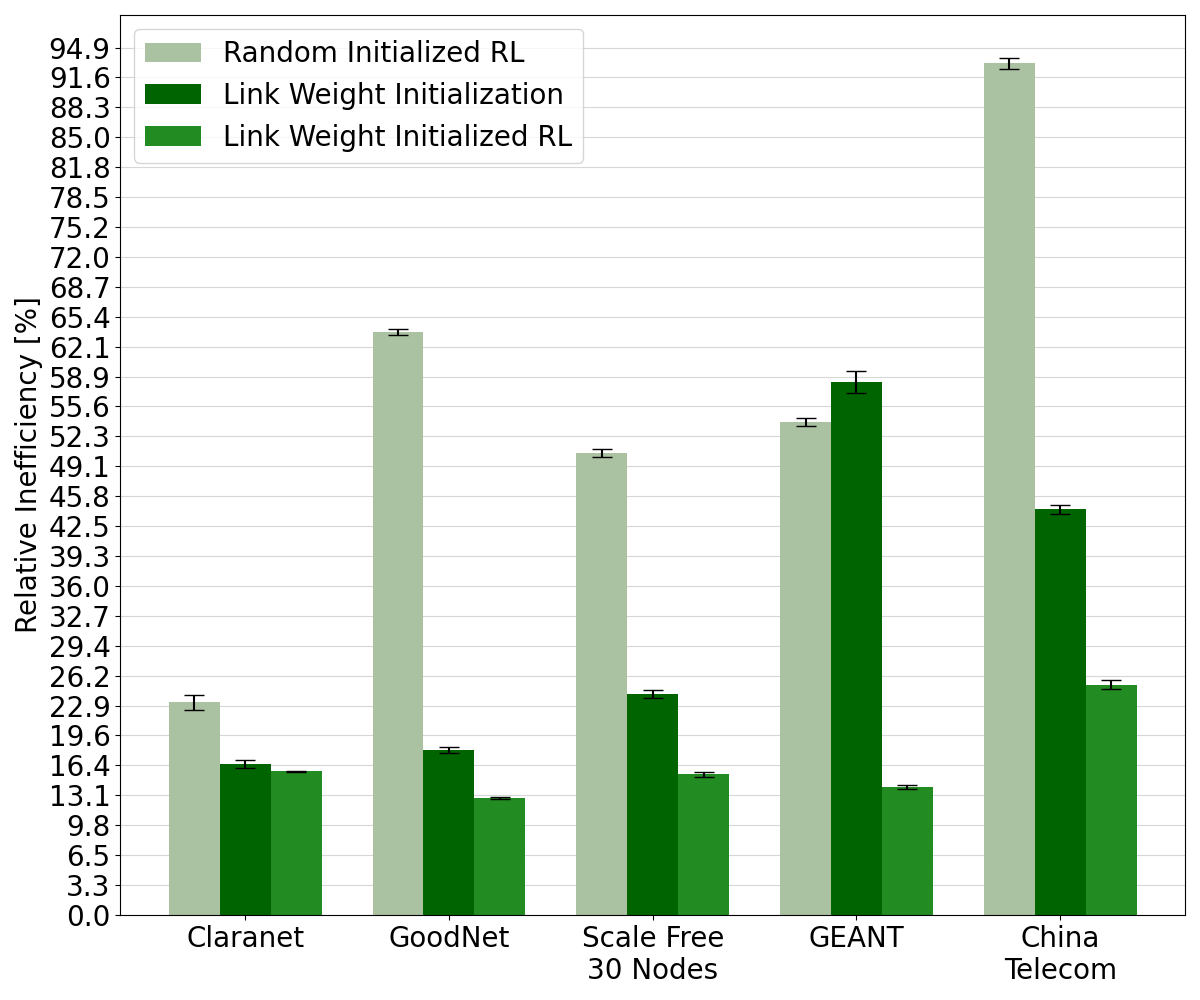 Random Initialized RL
Link Weight Initialization
Link Weight Initialized RL
Relative Inefficiency [%]
94.9
91.6
88.3
85.0
81.8
78.5
75.2
72.0
68.7
65.4
62.1
58.9
55.6
52.3
49.1
45.8
42.5
39.3
36.0
32.7
29.4
26.2
22.9
19.6
16.4
13.1
9.8
6.5
3.3
0.0
Claranet
GoodNet
Scale Free
30 Nodes
GEANT
China
Telecom